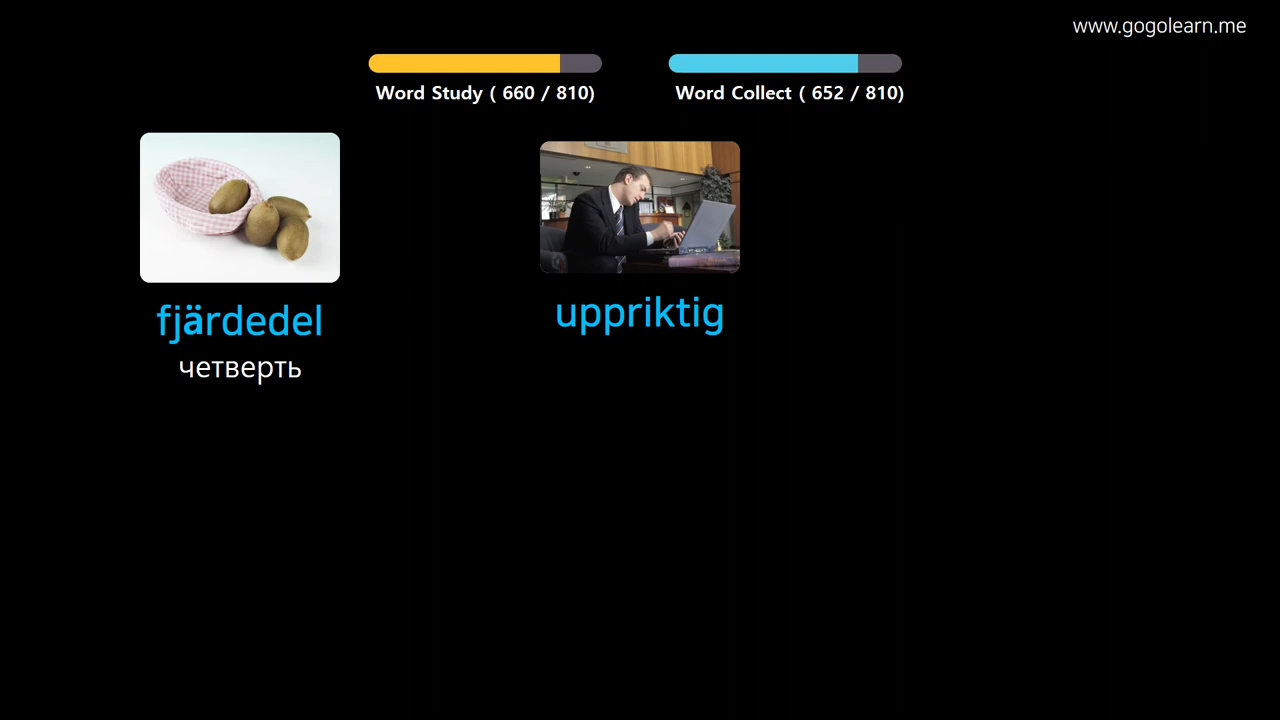 www.gogolearn.me
Word Study ( 660 / 810)
Word Collect ( 652 / 810)
fjärdedel
четверть
uppriktig